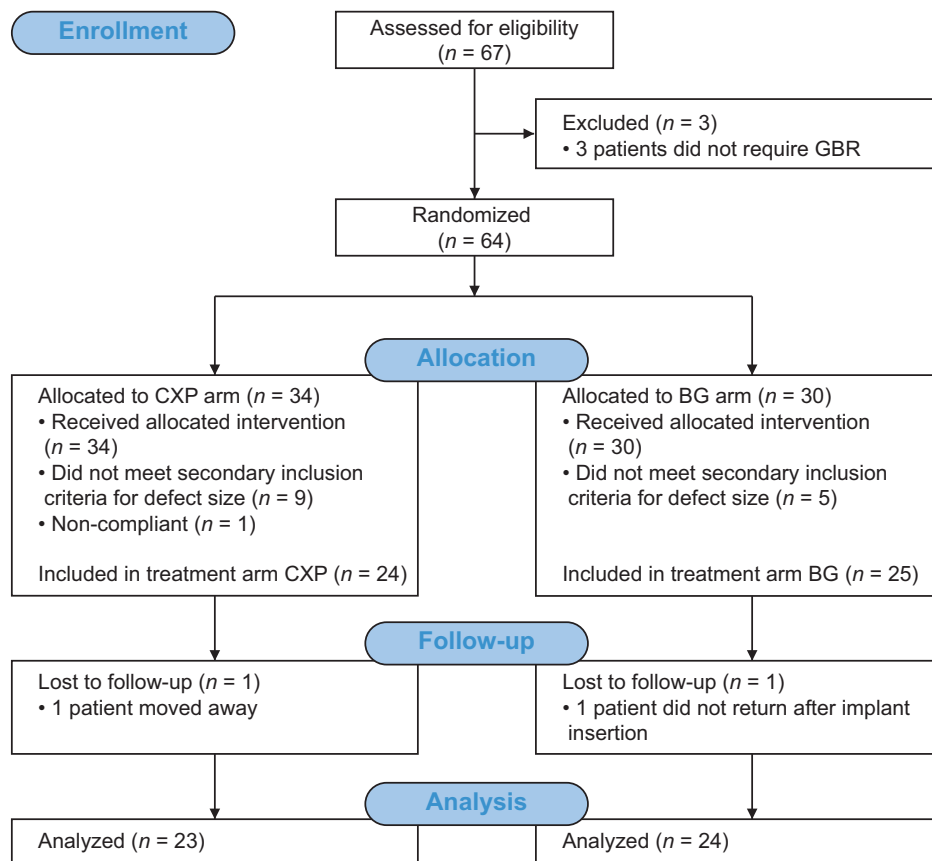 Enrollment
Assessed for eligibility
(n = 67)
Excluded (n = 3)
• 3 patients did not require GBR
Randomized
(n = 64)
Allocation
Allocated to CXP arm (n = 34)
• Received allocated intervention
(n = 34)
• Did not meet secondary inclusion
criteria for defect size (n = 9)
• Non-compliant (n = 1)
Included in treatment arm CXP (n = 24)
Allocated to BG arm (n = 30)
• Received allocated intervention
(n = 30)
• Did not meet secondary inclusion
criteria for defect size (n = 5)
Included in treatment arm BG (n = 25)
Follow-up
Lost to follow-up (n = 1)
• 1 patient moved away
Lost to follow-up (n = 1)
• 1 patient did not return after implant
insertion
Analysis
Analyzed (n = 23)
Analyzed (n = 24)